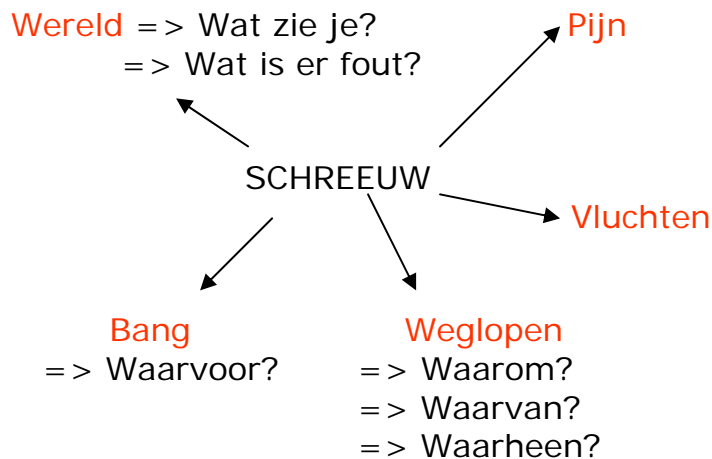 Wereld => Wat zie je?
=> Wat is er fout?
Pijn
SCHREEUW
Vluchten
Bang
=> Waarvoor?
Weglopen
=> Waarom?
=> Waarvan?
=> Waarheen?